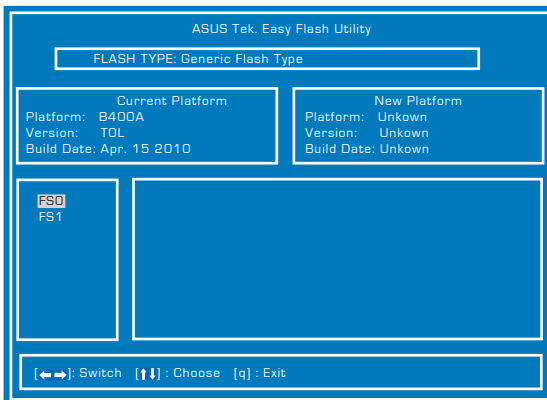 ASUS Tek. Easy Flash Utility
FLASH TYPE: Generic Flash Type
Current Platform
Platform: B400A
Version: TOL
Build Date: Apr. 15 2010
New Platform
Platform: Unkown
Version: Unkown
Build Date: Unkown
FS0
FS1
[←→]: Switch [↑↓] : Choose [q] : Exit